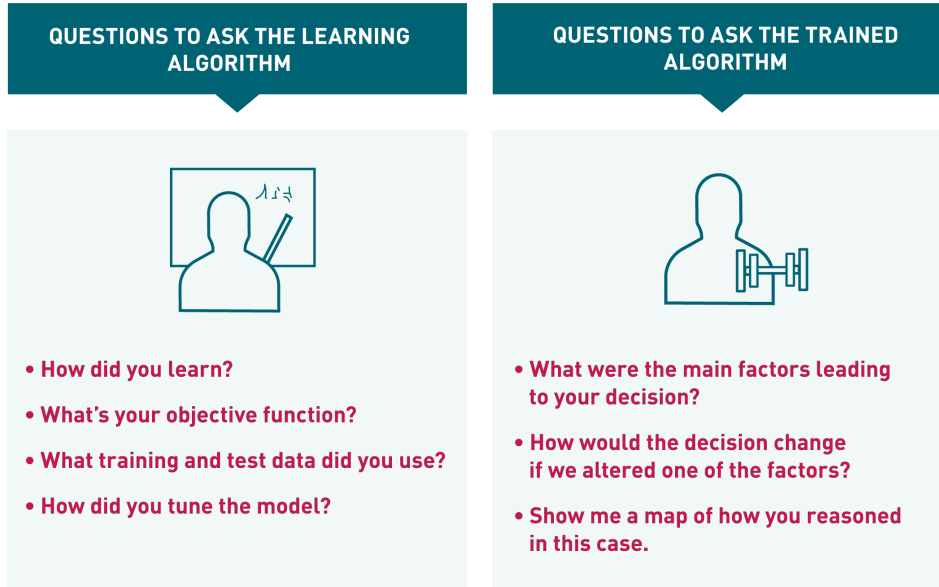 QUESTIONS TO ASK THE LEARNING
ALGORITHM
• How did you learn?
• What's your objective function?
• What training and test data did you use?
• How did you tune the model?
QUESTIONS TO ASK THE TRAINED
ALGORITHM
• What were the main factors leading
to your decision?
• How would the decision change
if we altered one of the factors?
• Show me a map of how you reasoned
in this case.